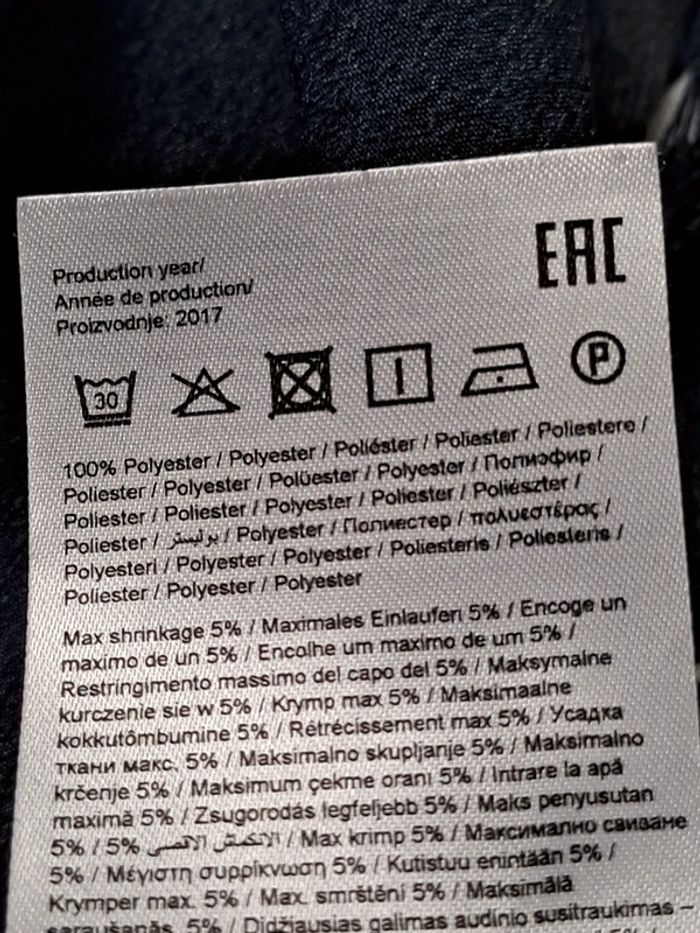 EAC
Production year/
Année de production/
Proizvodnje: 2017
30
P
100% Polyester / Polyester / Poliéster / Poliester / Poliestere /
Poliester / Polyester / Polüester / Polyester / Полиэфир /
Poliester / Poliester / Polyester / Poliester / Poliészter /
Poliester / بوليستر / Polyester / Полиестер / πολυεστέρας /
Polyesteri / Polyester / Polyester / Poliesteris / Poliesteris /
Poliester / Polyester / Polyester
Max shrinkage 5% / Maximales Einlaufen 5% / Encoge un
maximo de un 5% / Encolhe um maximo de um 5% /
Restringimento massimo del capo del 5% / Maksymalne
kurczenie sie w 5% / Krymp max 5% / Maksimaalne
kokkutõmbumine 5% / Rétrécissement max 5% / Усадка
ткани макс. 5% / Maksimalno skupljanje 5% / Maksimalno
krčenje 5% / Maksimum çekme oranı 5% / Intrare la apă
maximă 5% / Zsugorodás legfeljebb 5% / Maks penyusutan
5% / 5% الانكمش الاقصى / Max krimp 5% / Максимално свиване
5% / Μέγιστη συρρίκνωση 5% / Kutistuu enintään 5% /
Krymper max. 5% / Max. smrštění 5% / Maksimālā
saraušanās 5% / Didžiausias galimas audinio susitraukimas –